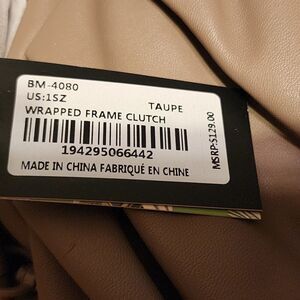 BM-4080
US:1SZ TAUPE
WRAPPED FRAME CLUTCH
194295066442
MADE IN CHINA FABRIQUÉ EN CHINE
MSRP:$129.00